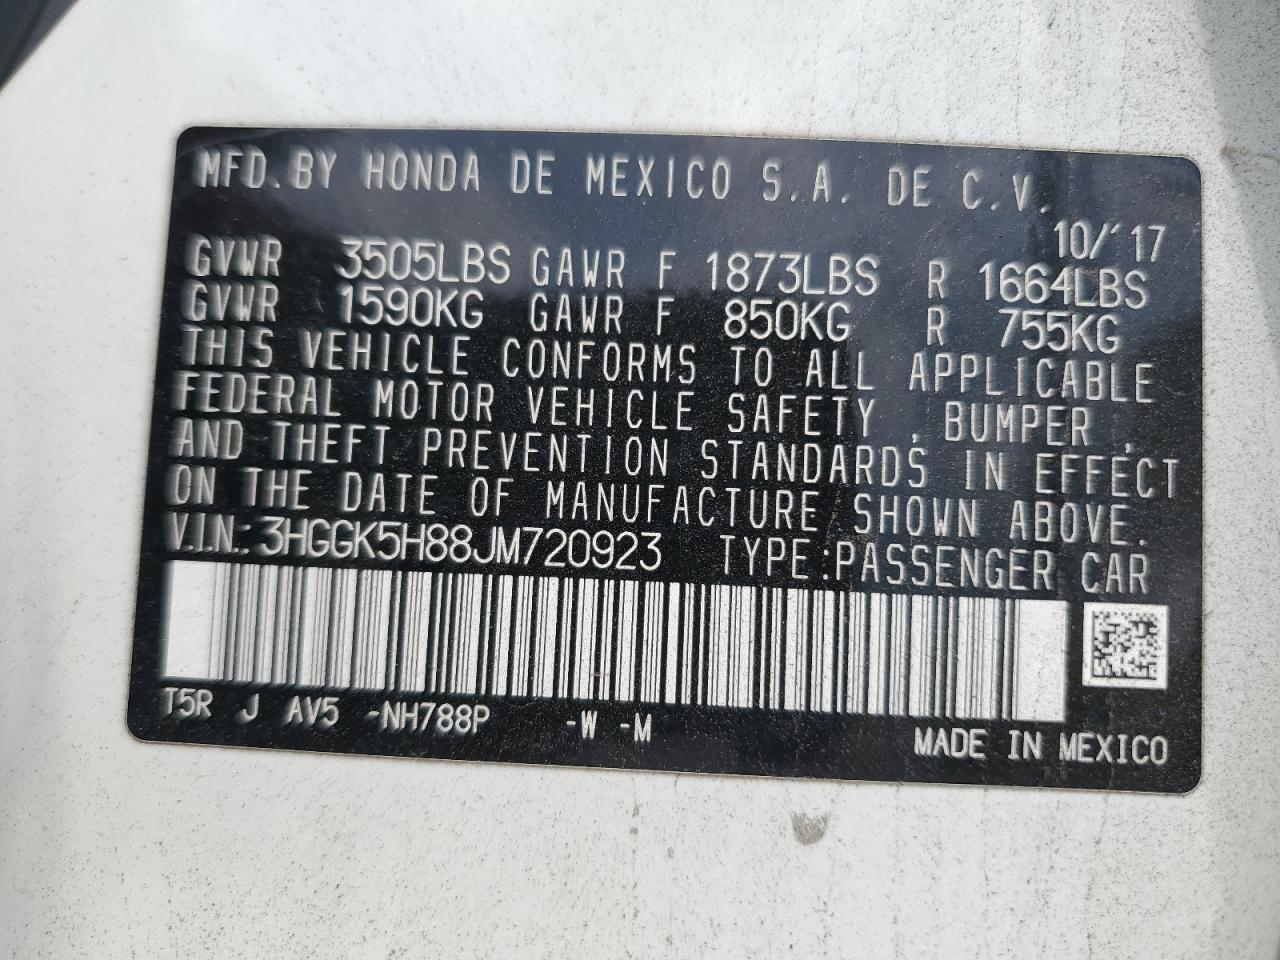 MFD. BY HONDA DE MEXICO S.A. DE C.V.
10/'17
GVWR 3505LBS GAWR F 1873LBS R 1664LBS
GVWR 1590KG GAWR F 850KG R 755KG
THIS VEHICLE CONFORMS TO ALL APPLICABLE
FEDERAL MOTOR VEHICLE SAFETY , BUMPER ,
AND THEFT PREVENTION STANDARDS IN EFFECT
ON THE DATE OF MANUFACTURE SHOWN ABOVE.
V.I.N.: 3HGGK5H88JM720923 TYPE:PASSENGER CAR
T5R J AV5 -NH788P -W -M
MADE IN MEXICO